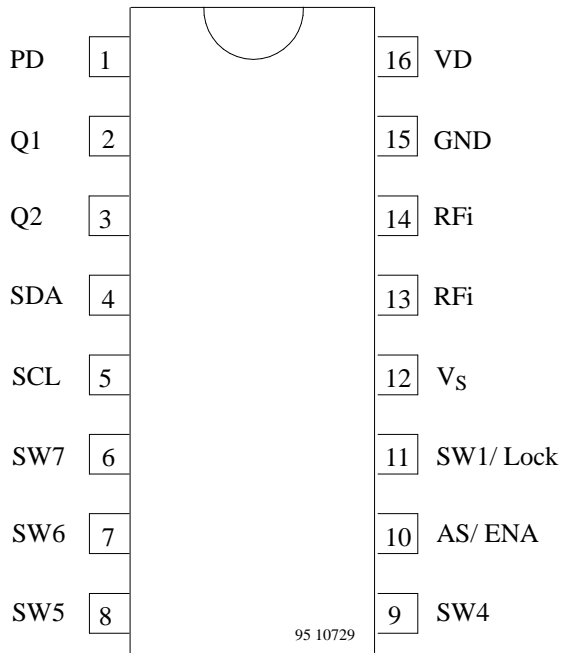 PD 1 16 VD
Q1 2 15 GND
Q2 3 14 RFi
SDA 4 13 RFi
SCL 5 12 VS
SW7 6 11 SW1/ Lock
SW6 7 10 AS/ ENA
SW5 8 9 SW4
95 10729